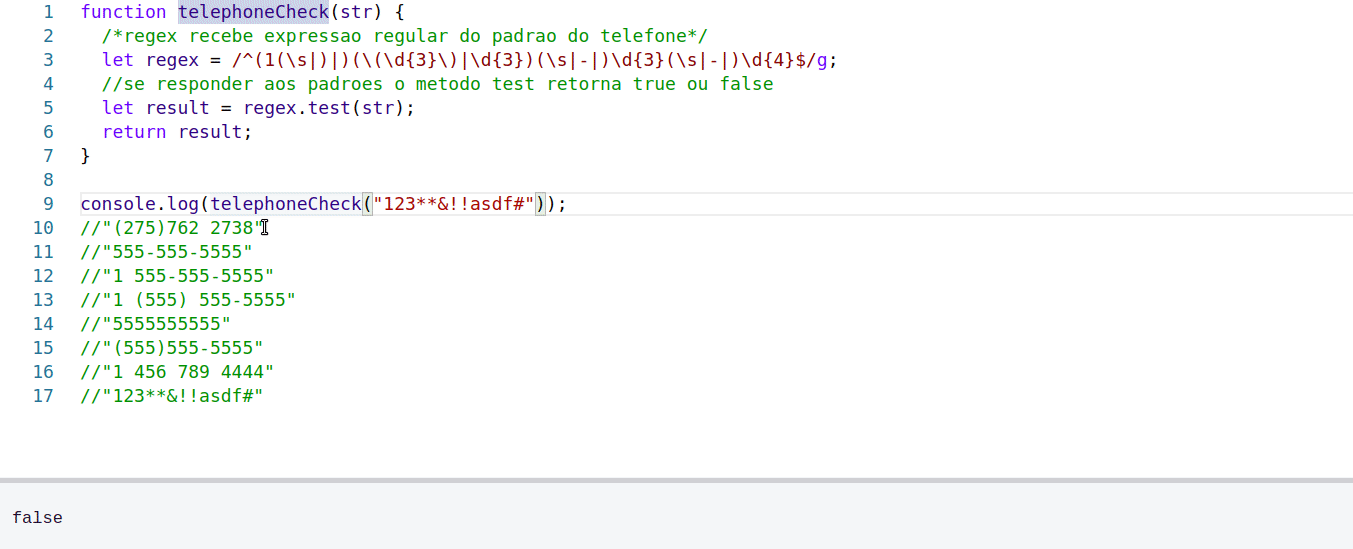 1 function telephoneCheck(str) {
2 /*regex recebe expressao regular do padrao do telefone*/
3 let regex = /^(1(\s|)|)(\(\d{3}\)|\d{3})(\s|-|)\d{3}(\s|-|)\d{4}$/g;
4 //se responder aos padroes o metodo test retorna true ou false
5 let result = regex.test(str);
6 return result;
7 }
8
9 console.log(telephoneCheck("123**&!!asdf#"));
10 //"(275)762 2738"
11 //"555-555-5555"
12 //"1 555-555-5555"
13 //"1 (555) 555-5555"
14 //"5555555555"
15 //"(555)555-5555"
16 //"1 456 789 4444"
17 //"123**&!!asdf#"
false